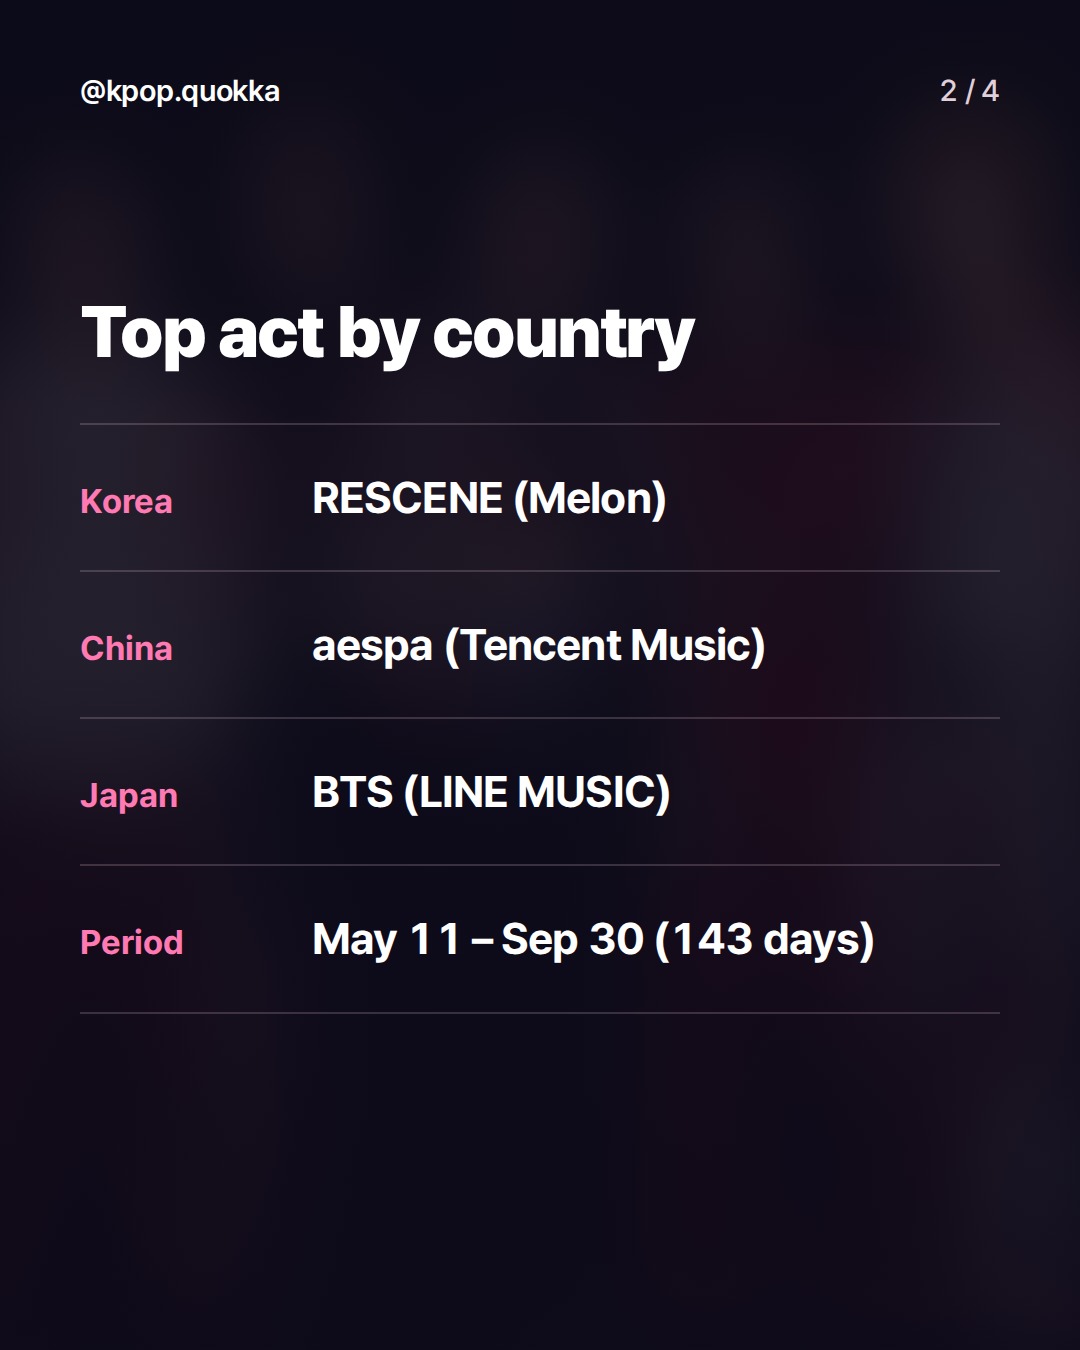 @kpop.quokka
2 / 4
Top act by country
Korea RESCENE (Melon)
China aespa (Tencent Music)
Japan BTS (LINE MUSIC)
Period May 11 – Sep 30 (143 days)